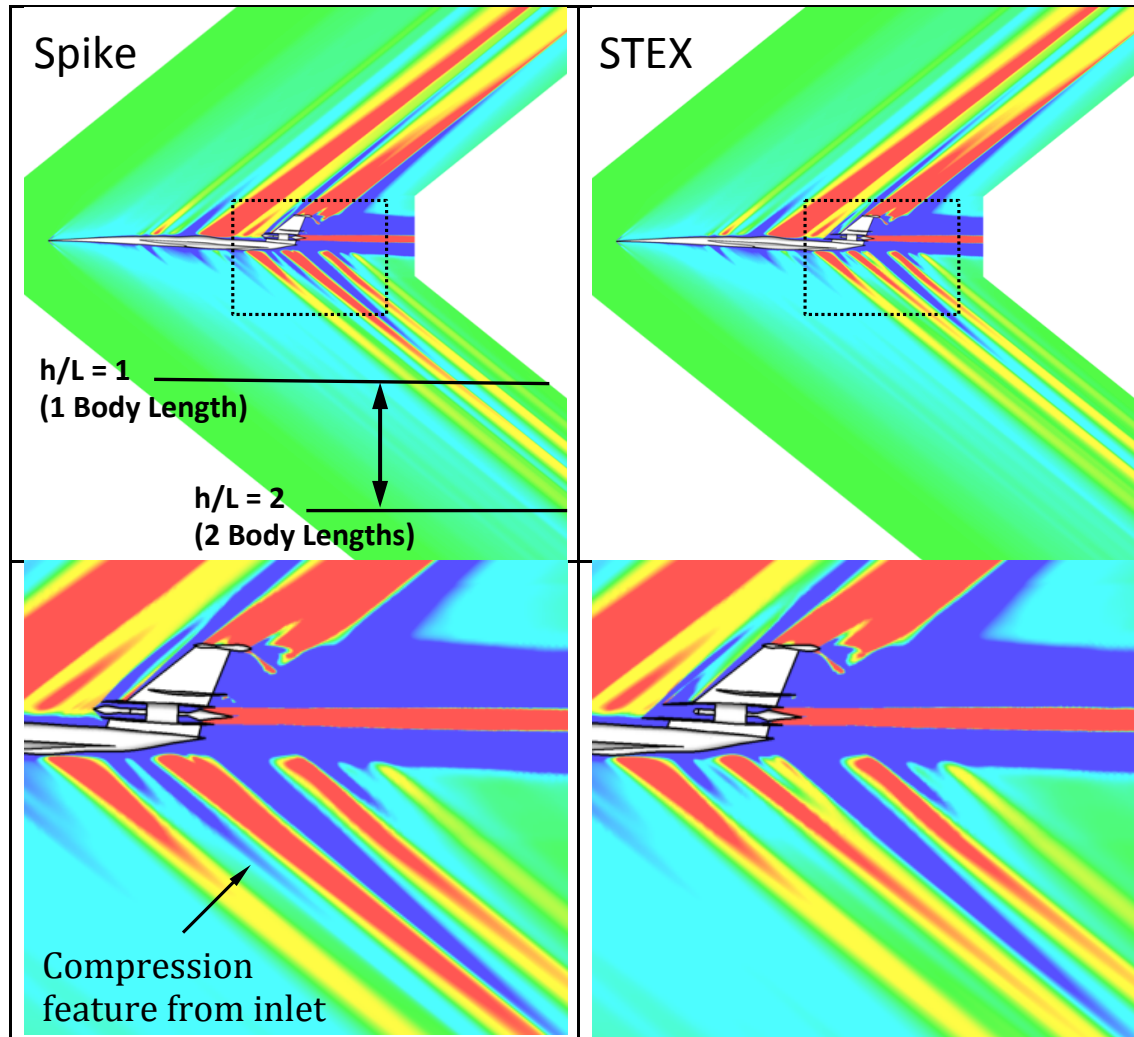 Spike
STEX
h/L = 1
(1 Body Length)
h/L = 2
(2 Body Lengths)
Compression
feature from inlet